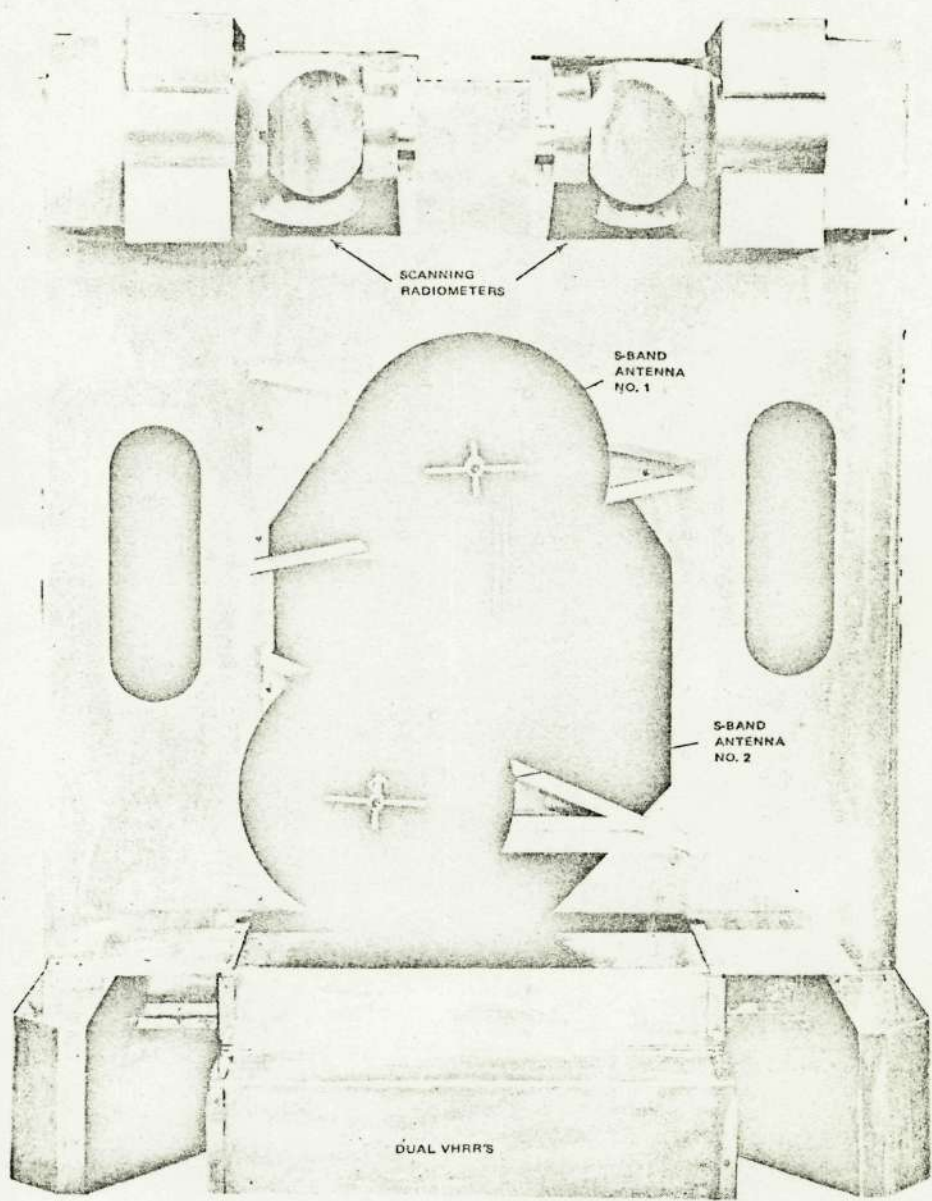 SCANNING
RADIOMETERS
S-BAND
ANTENNA
NO. 1
S-BAND
ANTENNA
NO. 2
DUAL VHRR'S